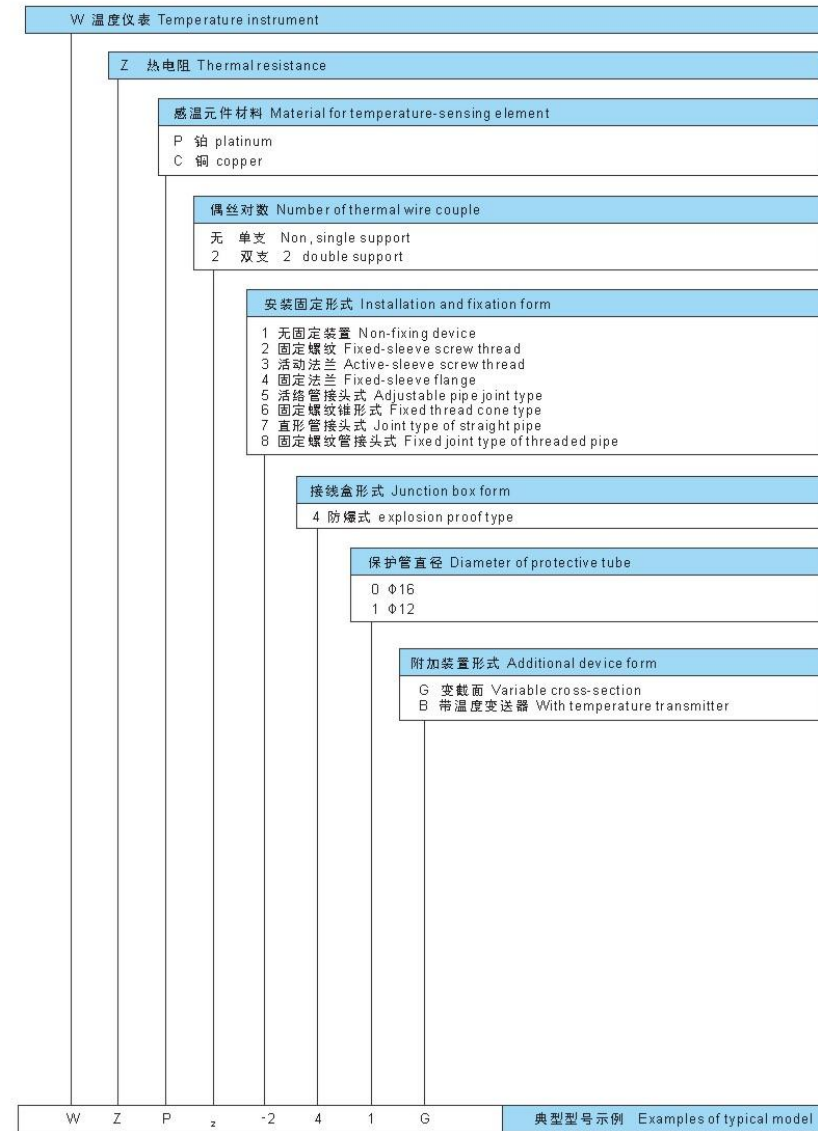 W 温度仪表 Temperature instrument
Z 热电阻 Thermal resistance
感温元件材料 Material for temperature-sensing element
P 铂 platinum
C 铜 copper
偶丝对数 Number of thermal wire couple
无 单支 Non, single support
2 双支 2 double support
安装固定形式 Installation and fixation form
1 无固定装置 Non-fixing device
2 固定螺纹 Fixed-sleeve screw thread
3 活动法兰 Active-sleeve screw thread
4 固定法兰 Fixed-sleeve flange
5 活络管接头式 Adjustable pipe joint type
6 固定螺纹锥形式 Fixed thread cone type
7 直形管接头式 Joint type of straight pipe
8 固定螺纹管接头式 Fixed joint type of threaded pipe
接线盒形式 Junction box form
4 防爆式 explosion proof type
保护管直径 Diameter of protective tube
0 Φ16
1 Φ12
附加装置形式 Additional device form
G 变截面 Variable cross-section
B 带温度变送器 With temperature transmitter
W Z P 2 -2 4 1 G 典型型号示例 Examples of typical model